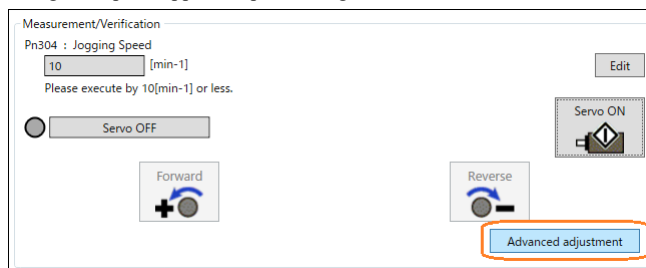 Measurement/Verification
Pn304 : Jogging Speed
10 [min-1]
Edit
Please execute by 10[min-1] or less.
Servo OFF
Servo ON
Forward
Reverse
Advanced adjustment